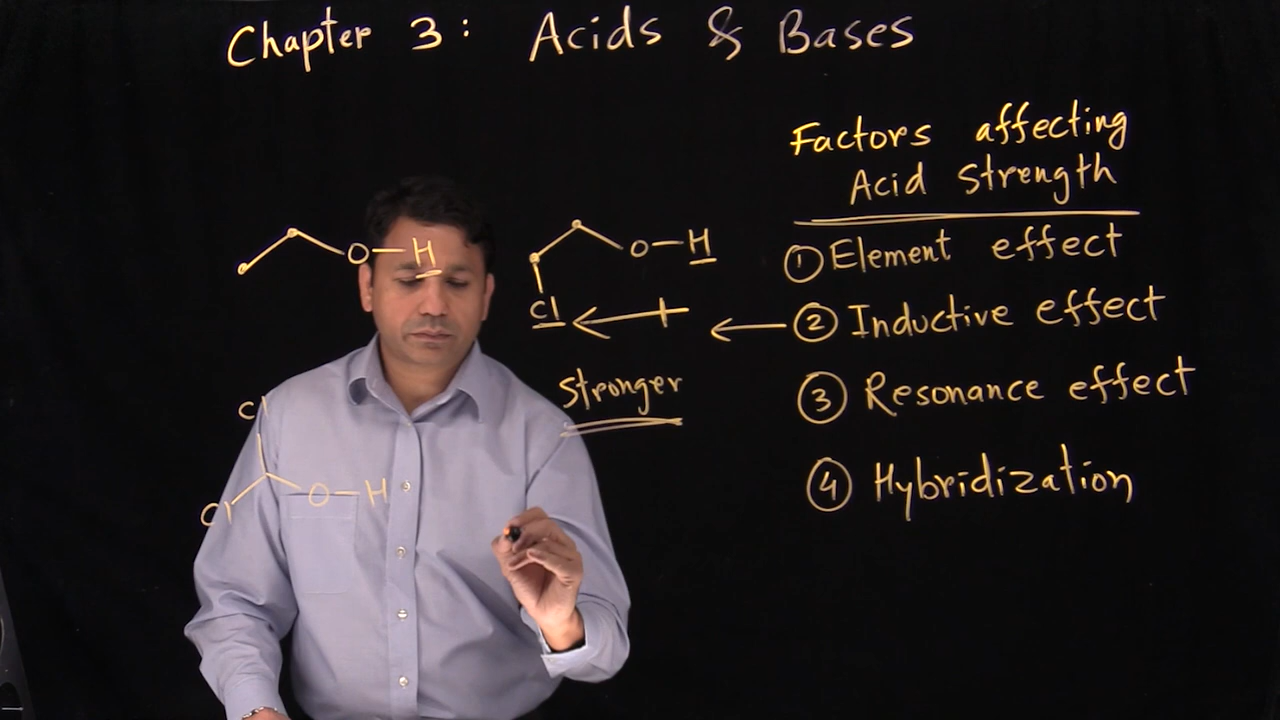 Chapter 3: Acids & Bases
Factors affecting
Acid strength
① Element effect
② Inductive effect
③ Resonance effect
④ Hybridization
O-H
O-H
Cl
Stronger
Cl
Cl
O-H